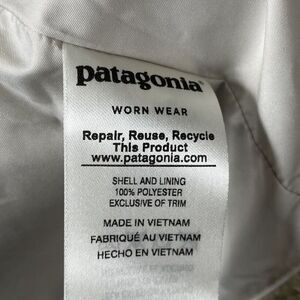 patagonia®
WORN WEAR
Repair, Reuse, Recycle
This Product
www.patagonia.com
SHELL AND LINING
100% POLYESTER
EXCLUSIVE OF TRIM
MADE IN VIETNAM
FABRIQUÉ AU VIETNAM
HECHO EN VIETNAM